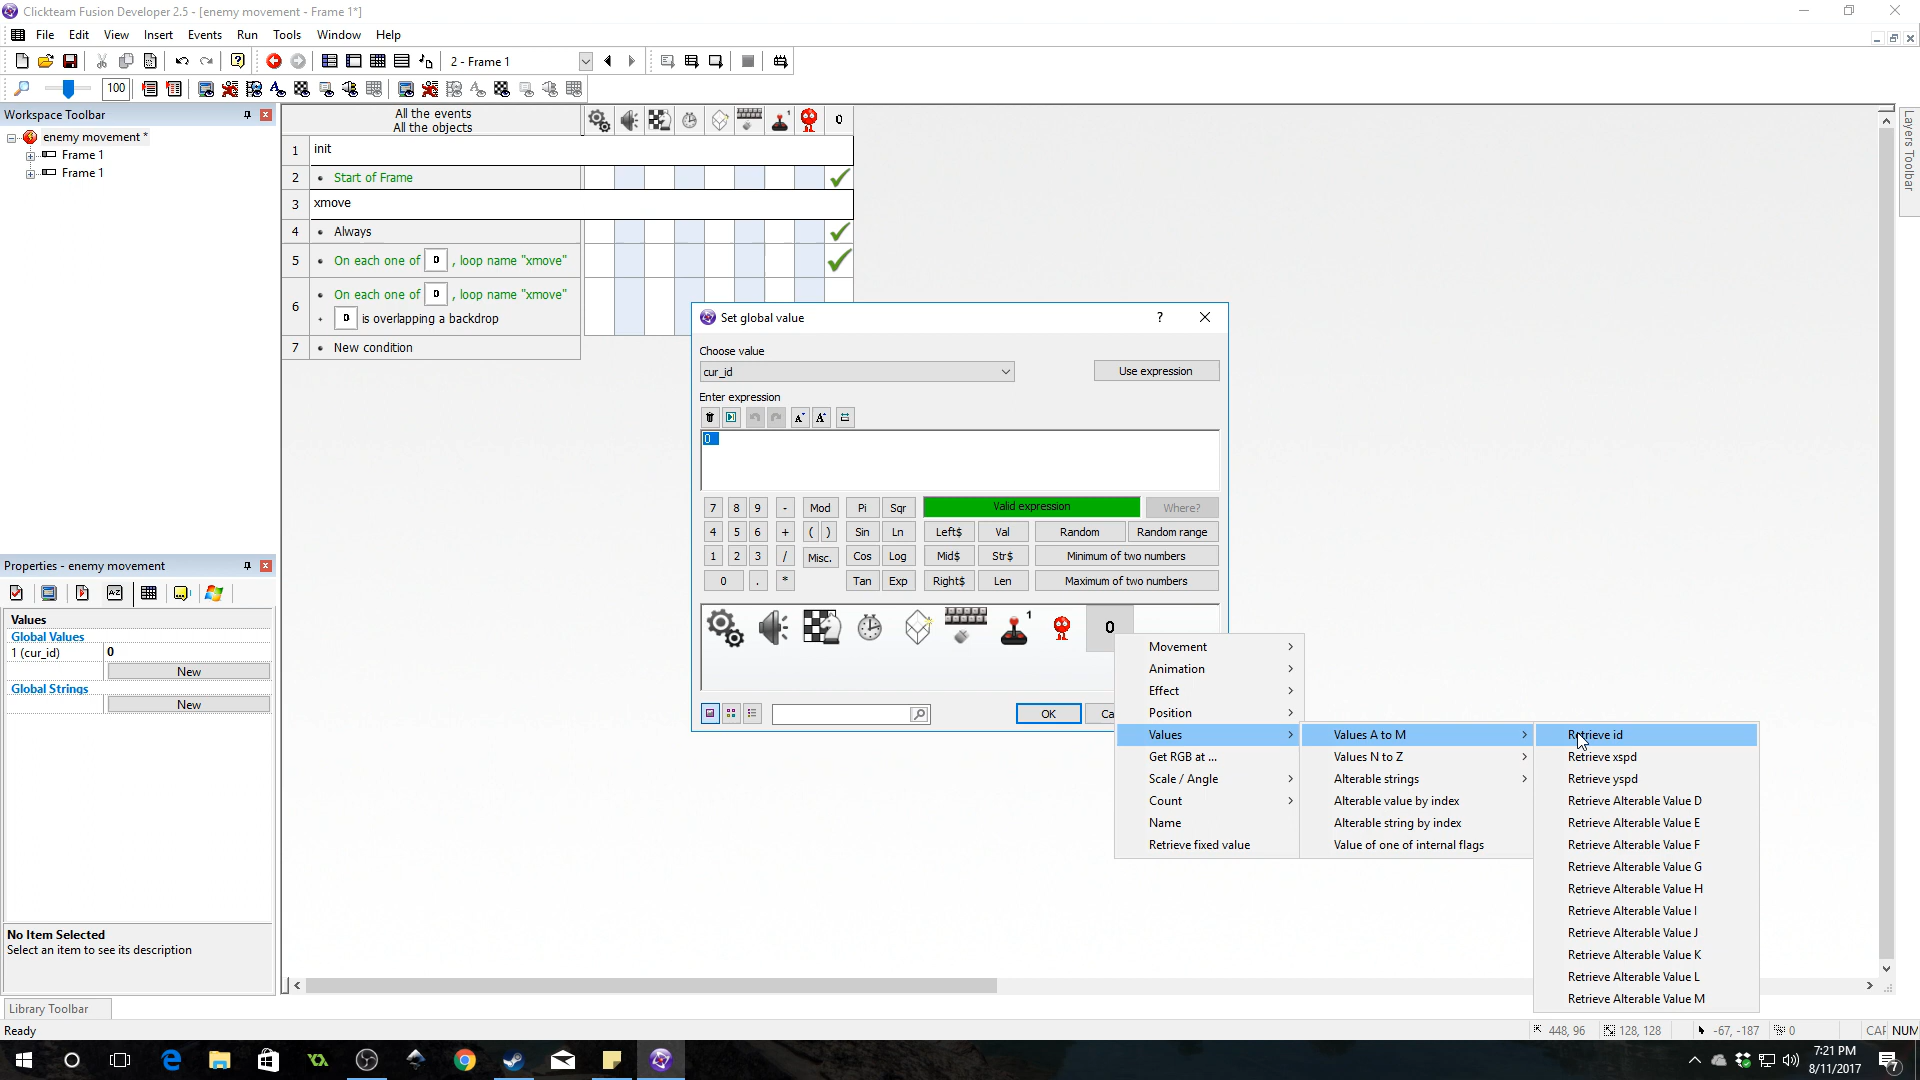 Clickteam Fusion Developer 2.5 - [enemy movement - Frame 1*]
File Edit View Insert Events Run Tools Window Help
2 - Frame 1
100
Workspace Toolbar
enemy movement *
Frame 1
Frame 1
All the events
All the objects
0
1 init
2 • Start of Frame
3 xmove
4 • Always
5 • On each one of 0 , loop name "xmove"
6 • On each one of 0 , loop name "xmove"
+ 0 is overlapping a backdrop
7 • New condition
Layers Toolbar
Set global value
?
Choose value
cur_id
Use expression
Enter expression
0
7 8 9 - Mod Pi Sqr Valid expression Where?
4 5 6 + ( ) Sin Ln Left$ Val Random Random range
1 2 3 / Misc. Cos Log Mid$ Str$ Minimum of two numbers
0 . * Tan Exp Right$ Len Maximum of two numbers
1
0
OK
Ca
Movement
Animation
Effect
Position
Values
Get RGB at ...
Scale / Angle
Count
Name
Retrieve fixed value
Values A to M
Values N to Z
Alterable strings
Alterable value by index
Alterable string by index
Value of one of internal flags
Retrieve id
Retrieve xspd
Retrieve yspd
Retrieve Alterable Value D
Retrieve Alterable Value E
Retrieve Alterable Value F
Retrieve Alterable Value G
Retrieve Alterable Value H
Retrieve Alterable Value I
Retrieve Alterable Value J
Retrieve Alterable Value K
Retrieve Alterable Value L
Retrieve Alterable Value M
Properties - enemy movement
Values
Global Values
1 (cur_id) 0
New
Global Strings
New
No Item Selected
Select an item to see its description
Library Toolbar
Ready
448, 96
128, 128
-67, -187
0
CAP NUM
7:21 PM
8/11/2017
7